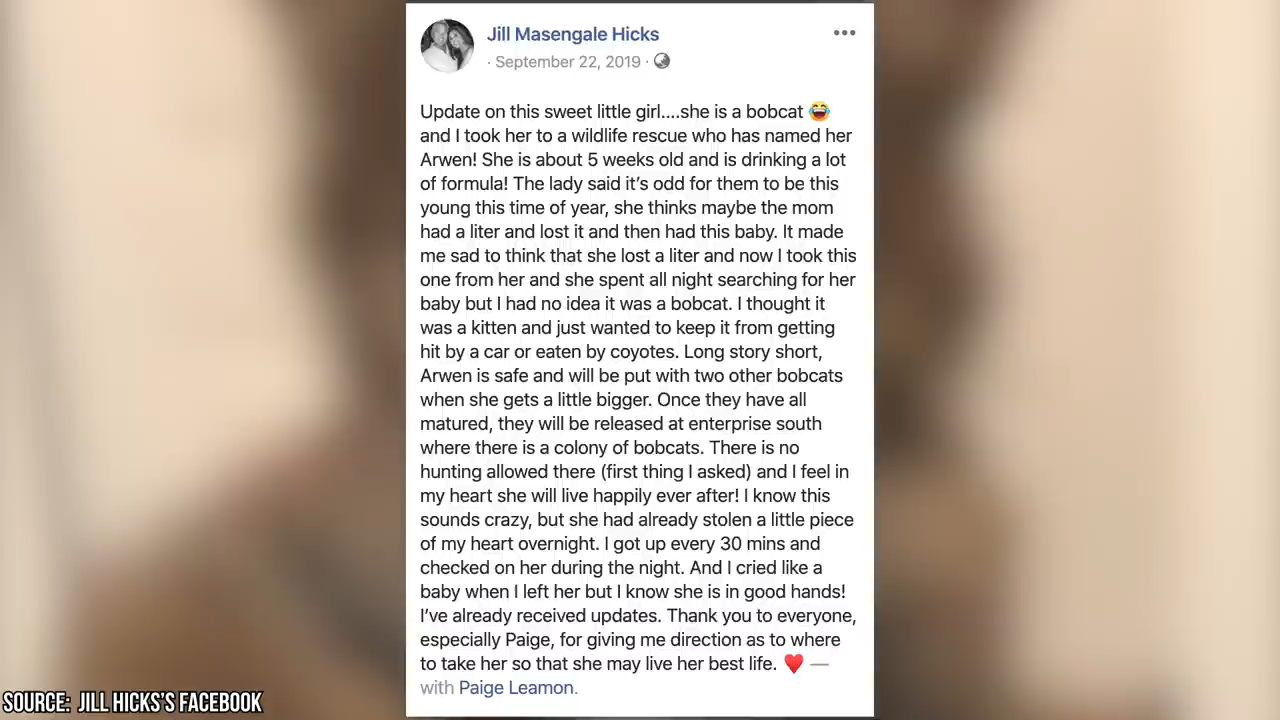 Jill Masengale Hicks
· September 22, 2019 ·
Update on this sweet little girl....she is a bobcat 😂
and I took her to a wildlife rescue who has named her
Arwen! She is about 5 weeks old and is drinking a lot
of formula! The lady said it’s odd for them to be this
young this time of year, she thinks maybe the mom
had a liter and lost it and then had this baby. It made
me sad to think that she lost a liter and now I took this
one from her and she spent all night searching for her
baby but I had no idea it was a bobcat. I thought it
was a kitten and just wanted to keep it from getting
hit by a car or eaten by coyotes. Long story short,
Arwen is safe and will be put with two other bobcats
when she gets a little bigger. Once they have all
matured, they will be released at enterprise south
where there is a colony of bobcats. There is no
hunting allowed there (first thing I asked) and I feel in
my heart she will live happily ever after! I know this
sounds crazy, but she had already stolen a little piece
of my heart overnight. I got up every 30 mins and
checked on her during the night. And I cried like a
baby when I left her but I know she is in good hands!
I’ve already received updates. Thank you to everyone,
especially Paige, for giving me direction as to where
to take her so that she may live her best life. ♥️ —
with Paige Leamon.
SOURCE: JILL HICKS'S FACEBOOK